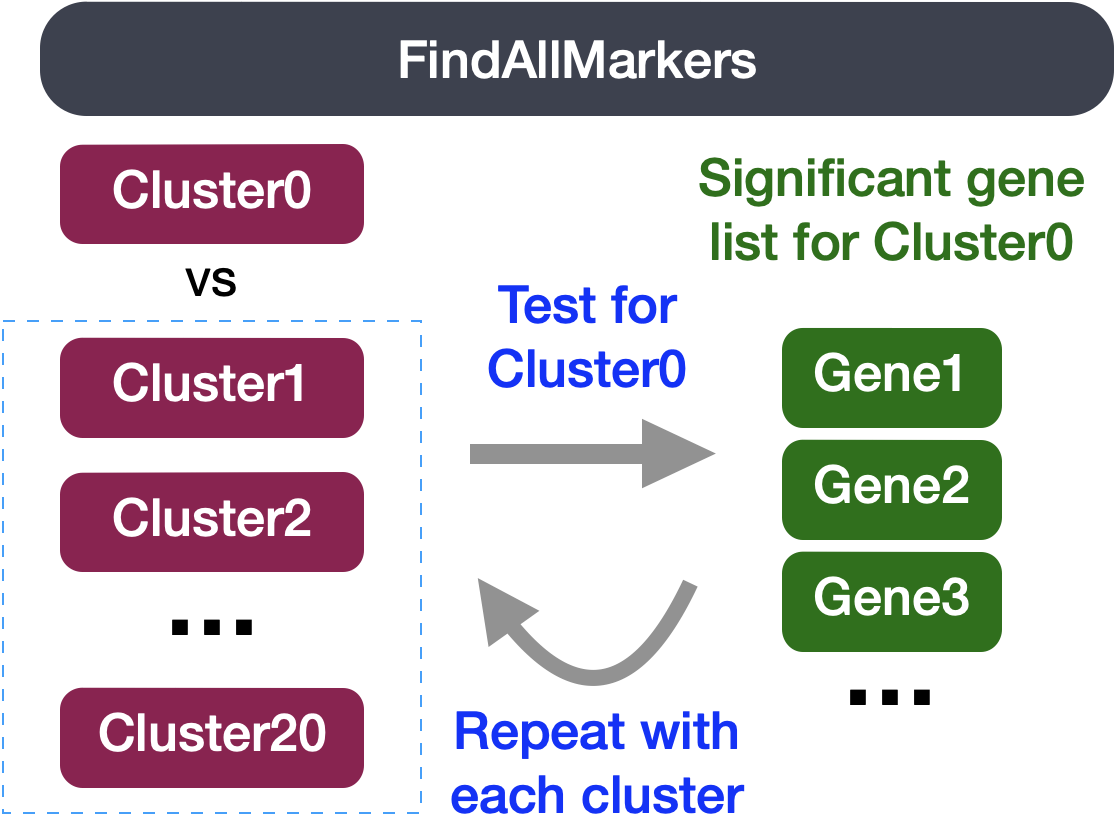 FindAllMarkers
Cluster0
vs
Cluster1
Cluster2
...
Cluster20
Test for
Cluster0
Repeat with
each cluster
Significant gene
list for Cluster0
Gene1
Gene2
Gene3
...